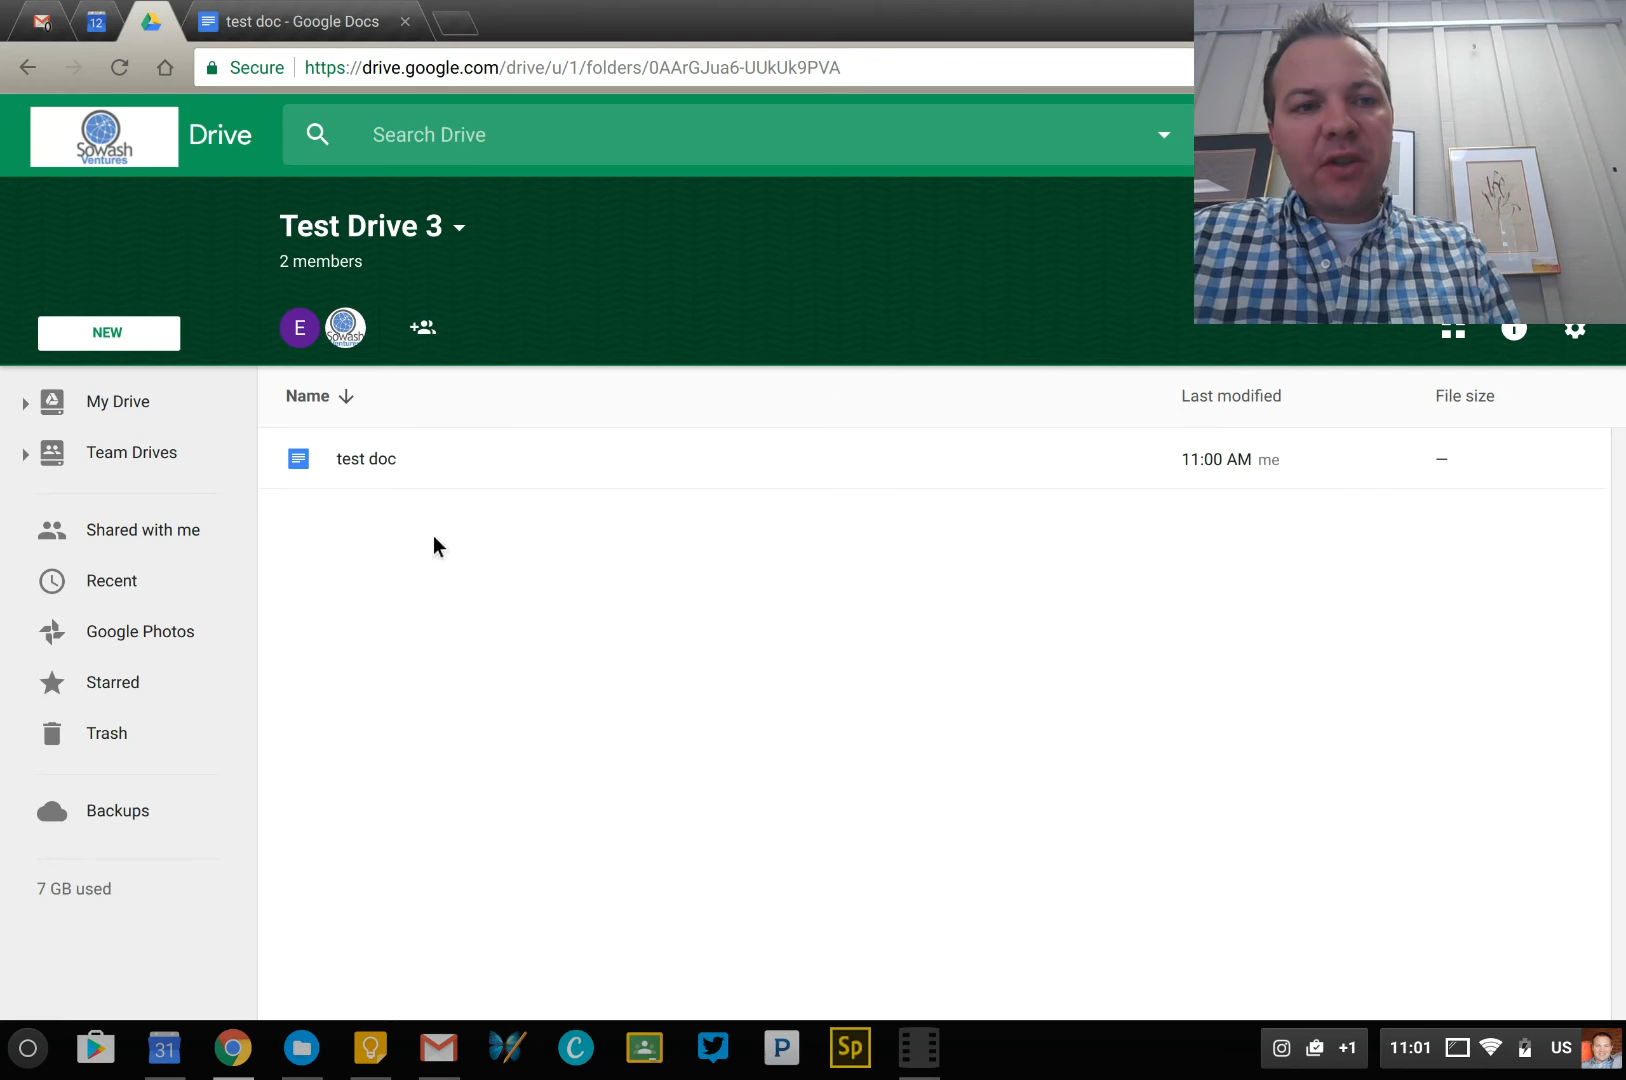 12
test doc - Google Docs
Secure
https://drive.google.com/drive/u/1/folders/0AArGJua6-UUkUk9PVA
Sowash
Ventures
Drive
Search Drive
Test Drive 3
2 members
E
Sowash
NEW
My Drive
Team Drives
Shared with me
Recent
Google Photos
Starred
Trash
Backups
7 GB used
Name
Last modified
File size
test doc
11:00 AM me
31
C
P
Sp
+1
11:01
US